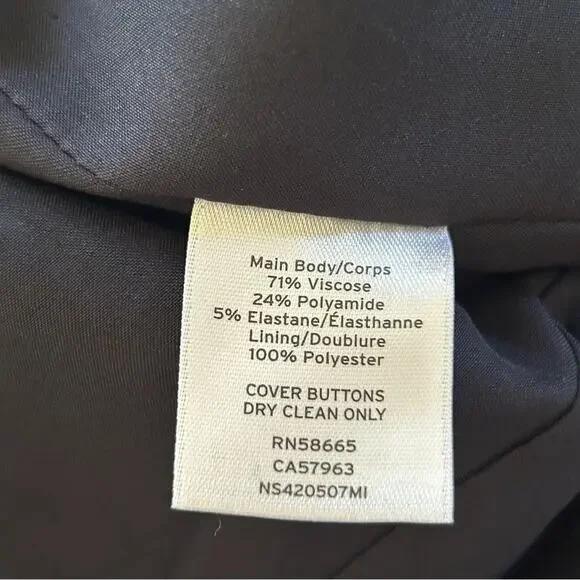 Main Body/Corps
71% Viscose
24% Polyamide
5% Elastane/Élasthanne
Lining/Doublure
100% Polyester
COVER BUTTONS
DRY CLEAN ONLY
RN58665
CA57963
NS420507MI